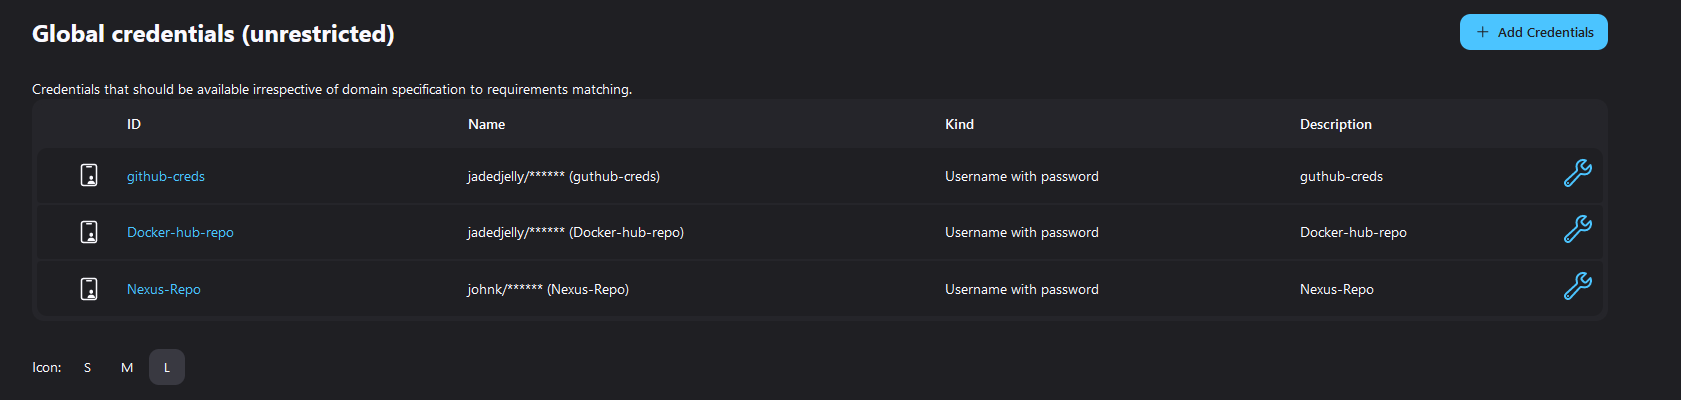 Global credentials (unrestricted)
+ Add Credentials
Credentials that should be available irrespective of domain specification to requirements matching.
ID Name Kind Description
github-creds jadedjelly/****** (guthub-creds) Username with password guthub-creds
Docker-hub-repo jadedjelly/****** (Docker-hub-repo) Username with password Docker-hub-repo
Nexus-Repo johnk/****** (Nexus-Repo) Username with password Nexus-Repo
Icon: S M L